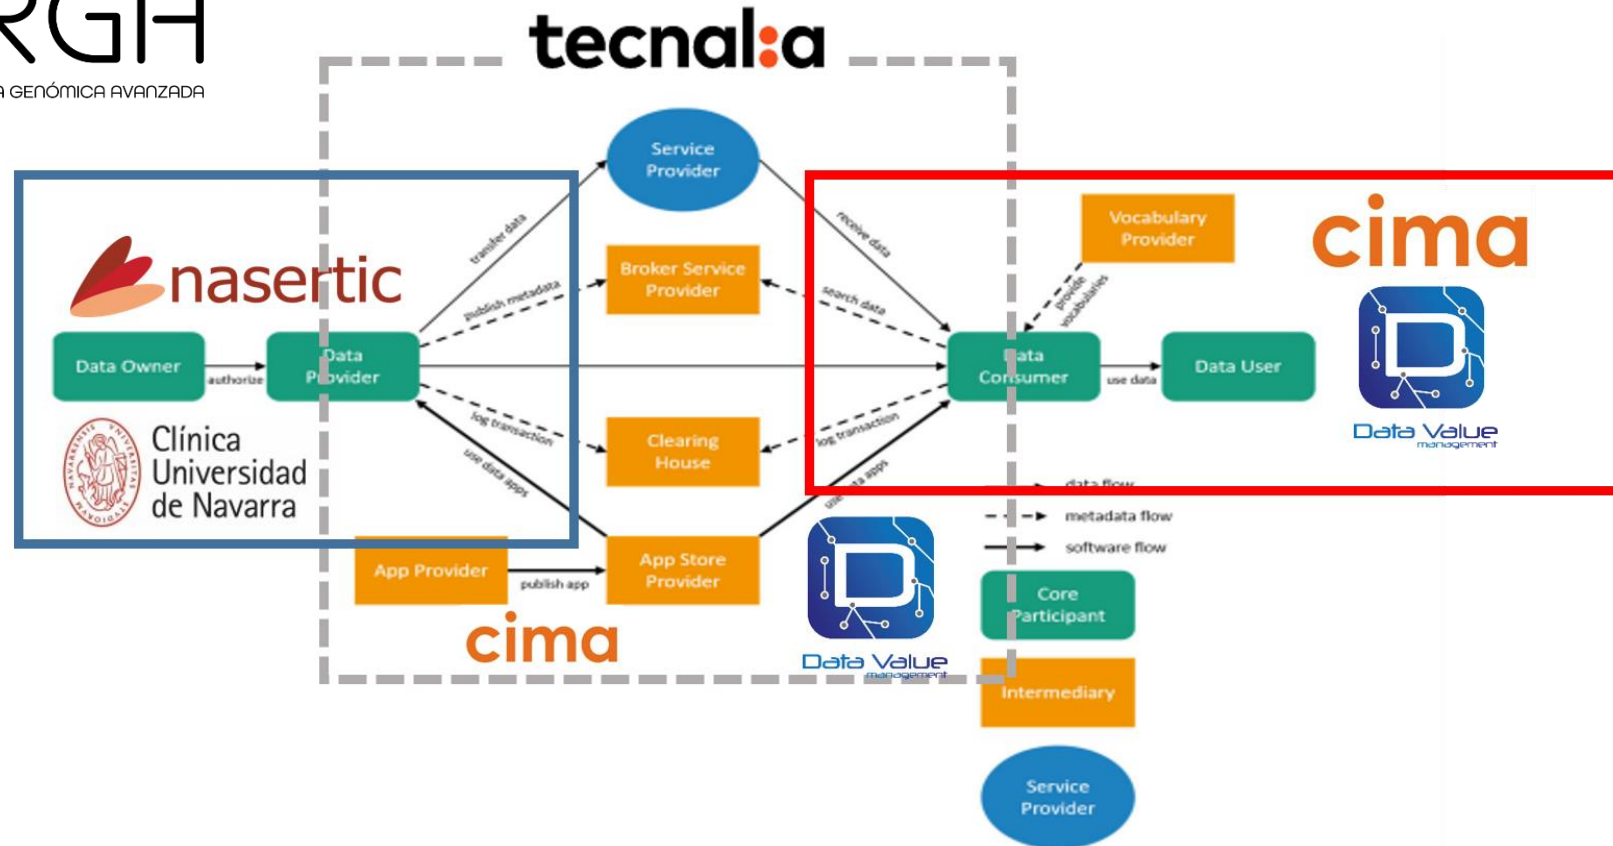 RGH
A GENÓMICA AVANZADA
tecnal:a
Service
Provider
transfer data
receive data
Vocabulary
Provider
cima
nasertic
publish metadata
Broker Service
Provider
search data
provide
vocabularies
Data Owner
authorize
Data
Provider
Data
Consumer
use data
Data User
D
Data Value
management
Clínica
Universidad
de Navarra
log transaction
Clearing
House
log transaction
use data apps
use data apps
data flow
metadata flow
software flow
App Provider
publish app
App Store
Provider
cima
D
Data Value
management
Core
Participant
Intermediary
Service
Provider